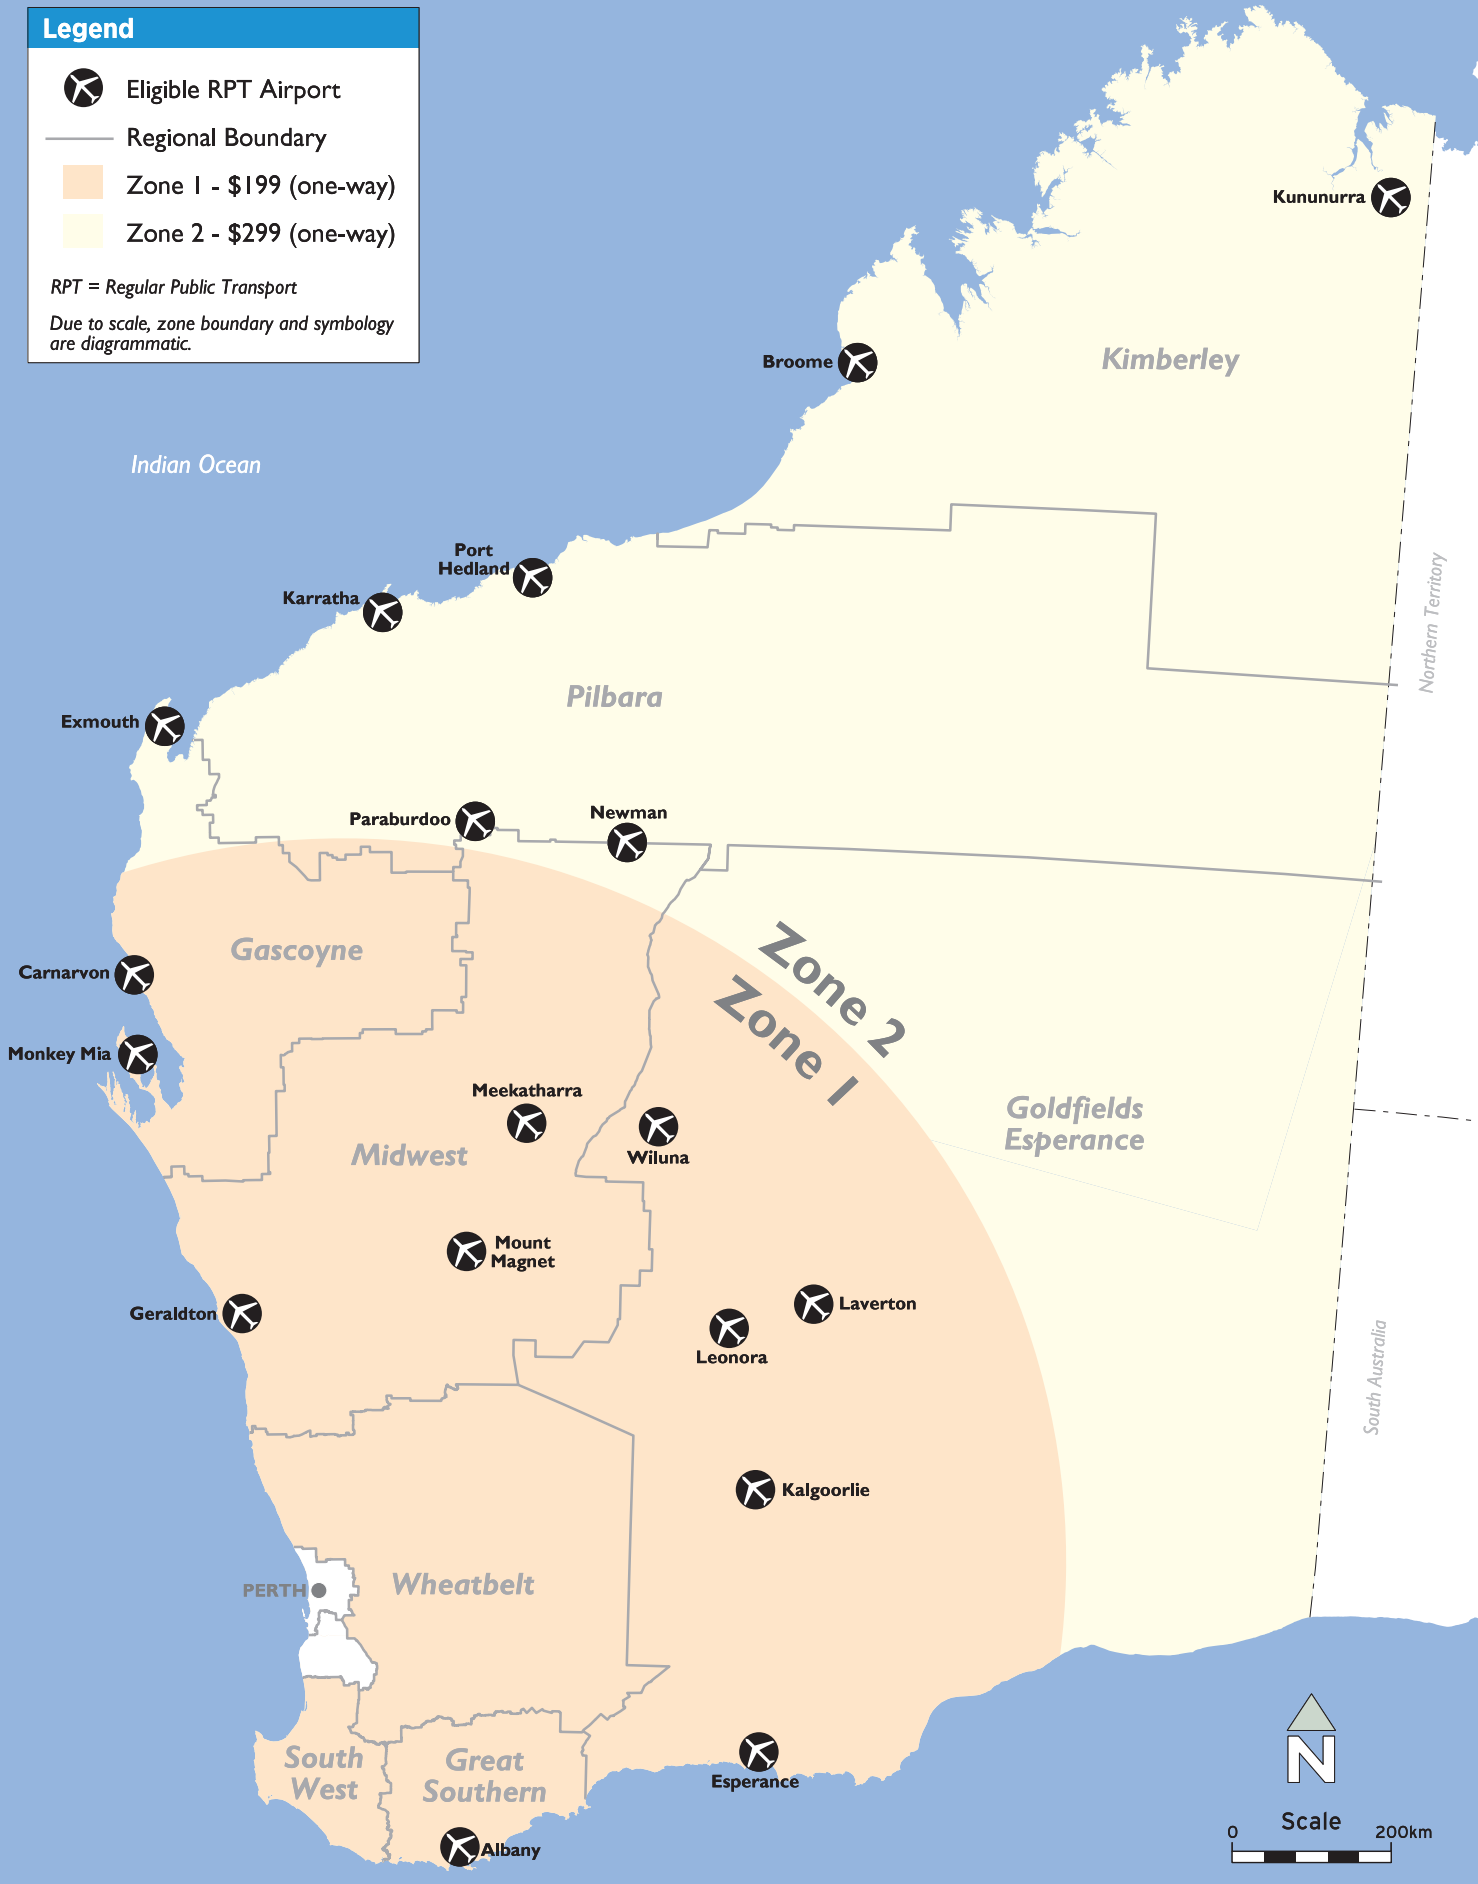 Legend
Eligible RPT Airport
Regional Boundary
Zone 1 - $199 (one-way)
Zone 2 - $299 (one-way)
RPT = Regular Public Transport
Due to scale, zone boundary and symbology
are diagrammatic.
Kununurra
Broome
Kimberley
Indian Ocean
Port
Hedland
Karratha
Northern Territory
Pilbara
Exmouth
Paraburdoo
Newman
Gascoyne
Zone 2
Zone 1
Carnarvon
Monkey Mia
Meekatharra
Goldfields
Esperance
Midwest
Wiluna
Mount
Magnet
Geraldton
Laverton
Leonora
South Australia
Kalgoorlie
PERTH
Wheatbelt
South
West
Great
Southern
Esperance
Albany
N
Scale
0 200km